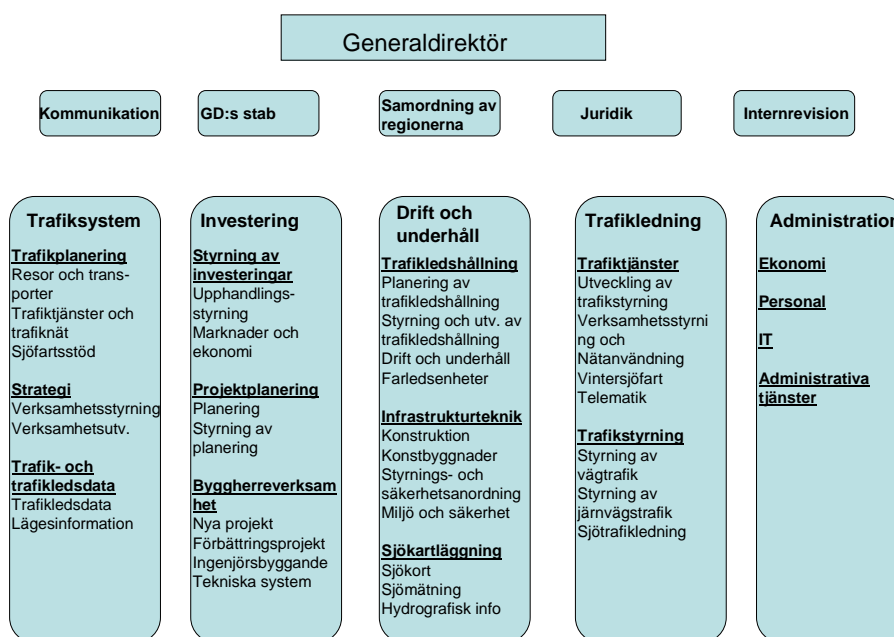 Generaldirektör
Kommunikation
GD:s stab
Samordning av
regionerna
Juridik
Internrevision
Trafiksystem
Trafikplanering
Resor och trans-
porter
Trafiktjänster och
trafiknät
Sjöfartsstöd
Strategi
Verksamhetsstyrning
Verksamhetsutv.
Trafik- och
trafikledsdata
Trafikledsdata
Lägesinformation
Investering
Styrning av
investeringar
Upphandlings-
styrning
Marknader och
ekonomi
Projektplanering
Planering
Styrning av
planering
Byggherreverksam
het
Nya projekt
Förbättringsprojekt
Ingenjörsbyggande
Tekniska system
Drift och
underhåll
Trafikledshållning
Planering av
trafikledshållning
Styrning och utv. av
trafikledshållning
Drift och underhåll
Farledsenheter
Infrastrukturteknik
Konstruktion
Konstbyggnader
Styrnings- och
säkerhetsanordning
Miljö och säkerhet
Sjökartläggning
Sjökort
Sjömätning
Hydrografisk info
Trafikledning
Trafiktjänster
Utveckling av
trafikstyrning
Verksamhetsstyrni
ng och
Nätanvändning
Vintersjöfart
Telematik
Trafikstyrning
Styrning av
vägtrafik
Styrning av
järnvägstrafik
Sjötrafikledning
Administration
Ekonomi
Personal
IT
Administrativa
tjänster